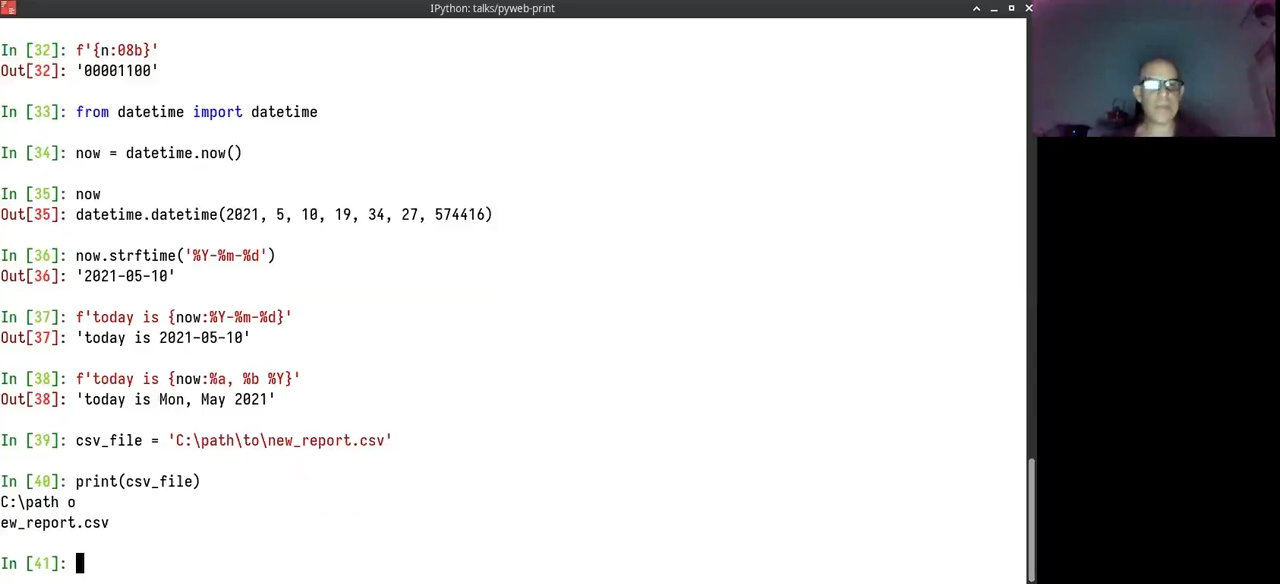 IPython: talks/pyweb-print
In [32]: f'{n:08b}'
Out[32]: '00001100'
In [33]: from datetime import datetime
In [34]: now = datetime.now()
In [35]: now
Out[35]: datetime.datetime(2021, 5, 10, 19, 34, 27, 574416)
In [36]: now.strftime('%Y-%m-%d')
Out[36]: '2021-05-10'
In [37]: f'today is {now:%Y-%m-%d}'
Out[37]: 'today is 2021-05-10'
In [38]: f'today is {now:%a, %b %Y}'
Out[38]: 'today is Mon, May 2021'
In [39]: csv_file = 'C:\path\to\new_report.csv'
In [40]: print(csv_file)
C:\path o
ew_report.csv
In [41]: